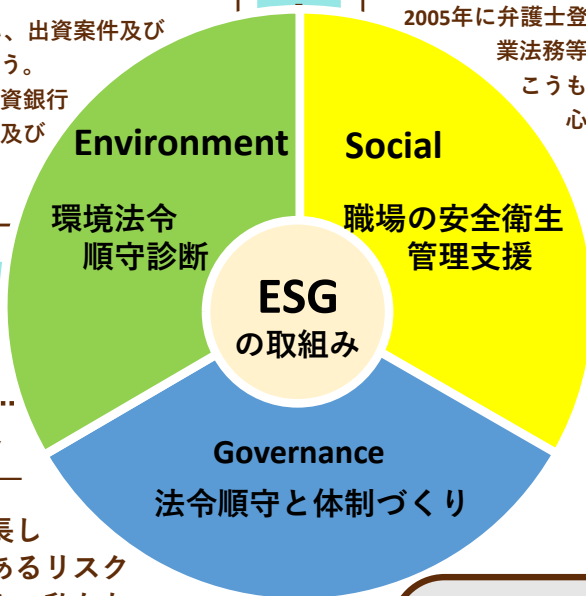 、出資案件及び
う。
資銀行
及び
2005年に弁護士登
業法務等
こうも
心
Environment
環境法令
順守診断
Social
職場の安全衛生
管理支援
ESG
の取組み
Governance
法令順守と体制づくり
長し
あるリスク